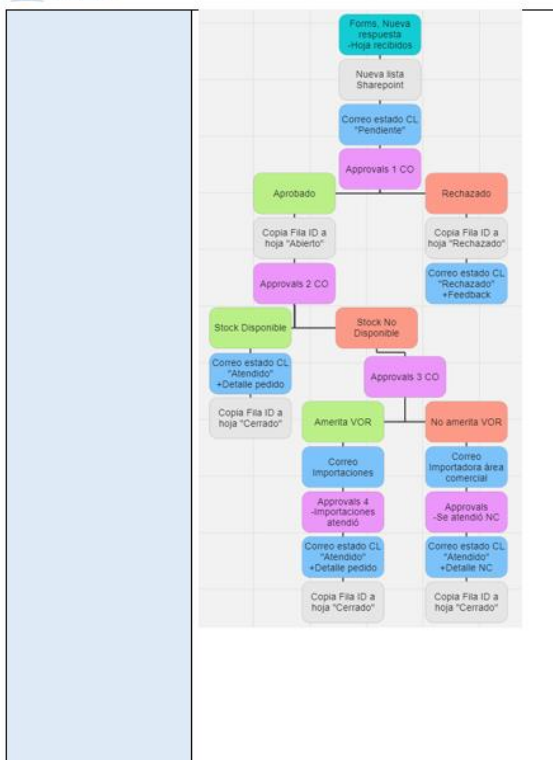 Forms, Nueva
respuesta
-Hoja recibidos
Nueva lista
Sharepoint
Correo estado CL
"Pendiente"
Approvals 1 CO
Aprobado
Rechazado
Copia Fila ID a
hoja "Abierto"
Copia Fila ID a
hoja "Rechazado"
Approvals 2 CO
Correo estado CL
"Rechazado"
+Feedback
Stock Disponible
Stock No
Disponible
Correo estado CL
"Atendido"
+Detalle pedido
Approvals 3 CO
Copia Fila ID a
hoja "Cerrado"
Amerita VOR
No amerita VOR
Correo
Importaciones
Correo
Importadora área
comercial
Approvals 4
-Importaciones
atendió
Approvals
-Se atendió NC
Correo estado CL
"Atendido"
+Detalle pedido
Correo estado CL
"Atendido"
+Detalle NC
Copia Fila ID a
hoja "Cerrado"
Copia Fila ID a
hoja "Cerrado"